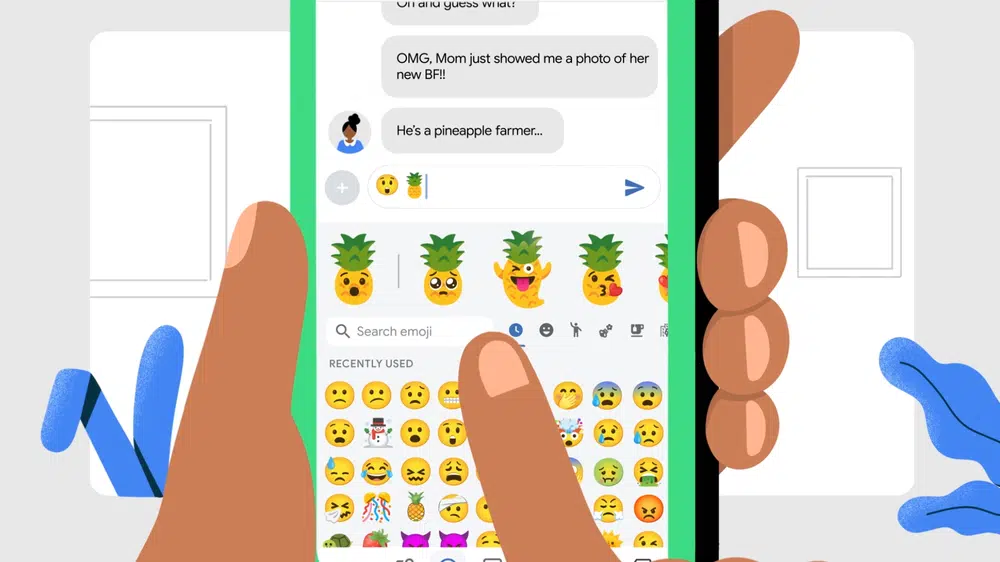 Oh and guess what?
OMG, Mom just showed me a photo of her
new BF!!
He's a pineapple farmer...
Search emoji
RECENTLY USED